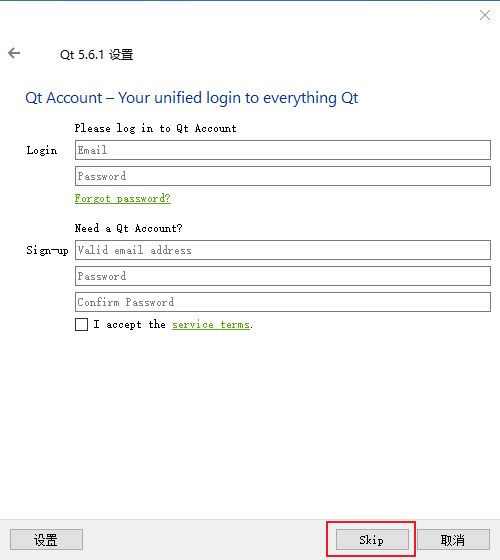 Qt 5.6.1 设置
Qt Account – Your unified login to everything Qt
Please log in to Qt Account
Login
Email
Password
Forgot password?
Need a Qt Account?
Sign-up
Valid email address
Password
Confirm Password
I accept the service terms.
设置
Skip
取消